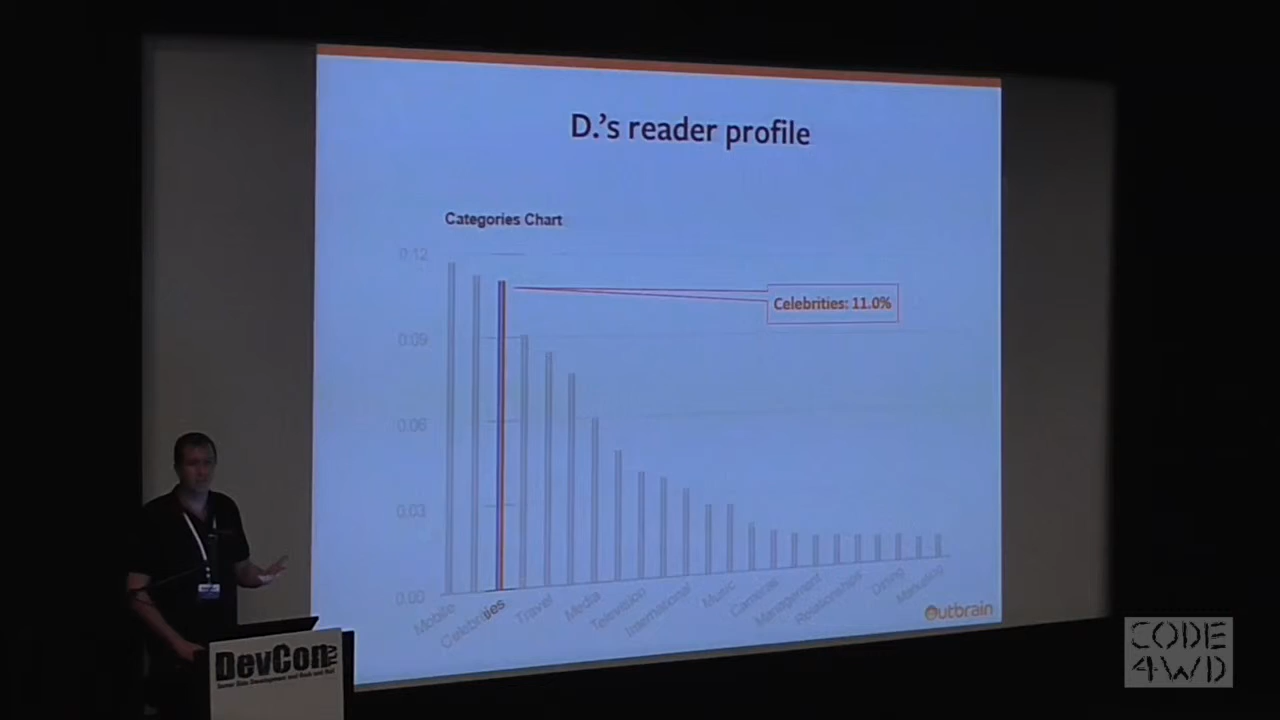 D.'s reader profile
Categories Chart
0.12
Celebrities: 11.0%
0.09
0.06
0.03
0.00
Mobile
Celebrities
Travel
Media
Television
International
Music
Cameras
Management
Relationships
Dining
Outbrain
DevCon TLV
CODE
4WD